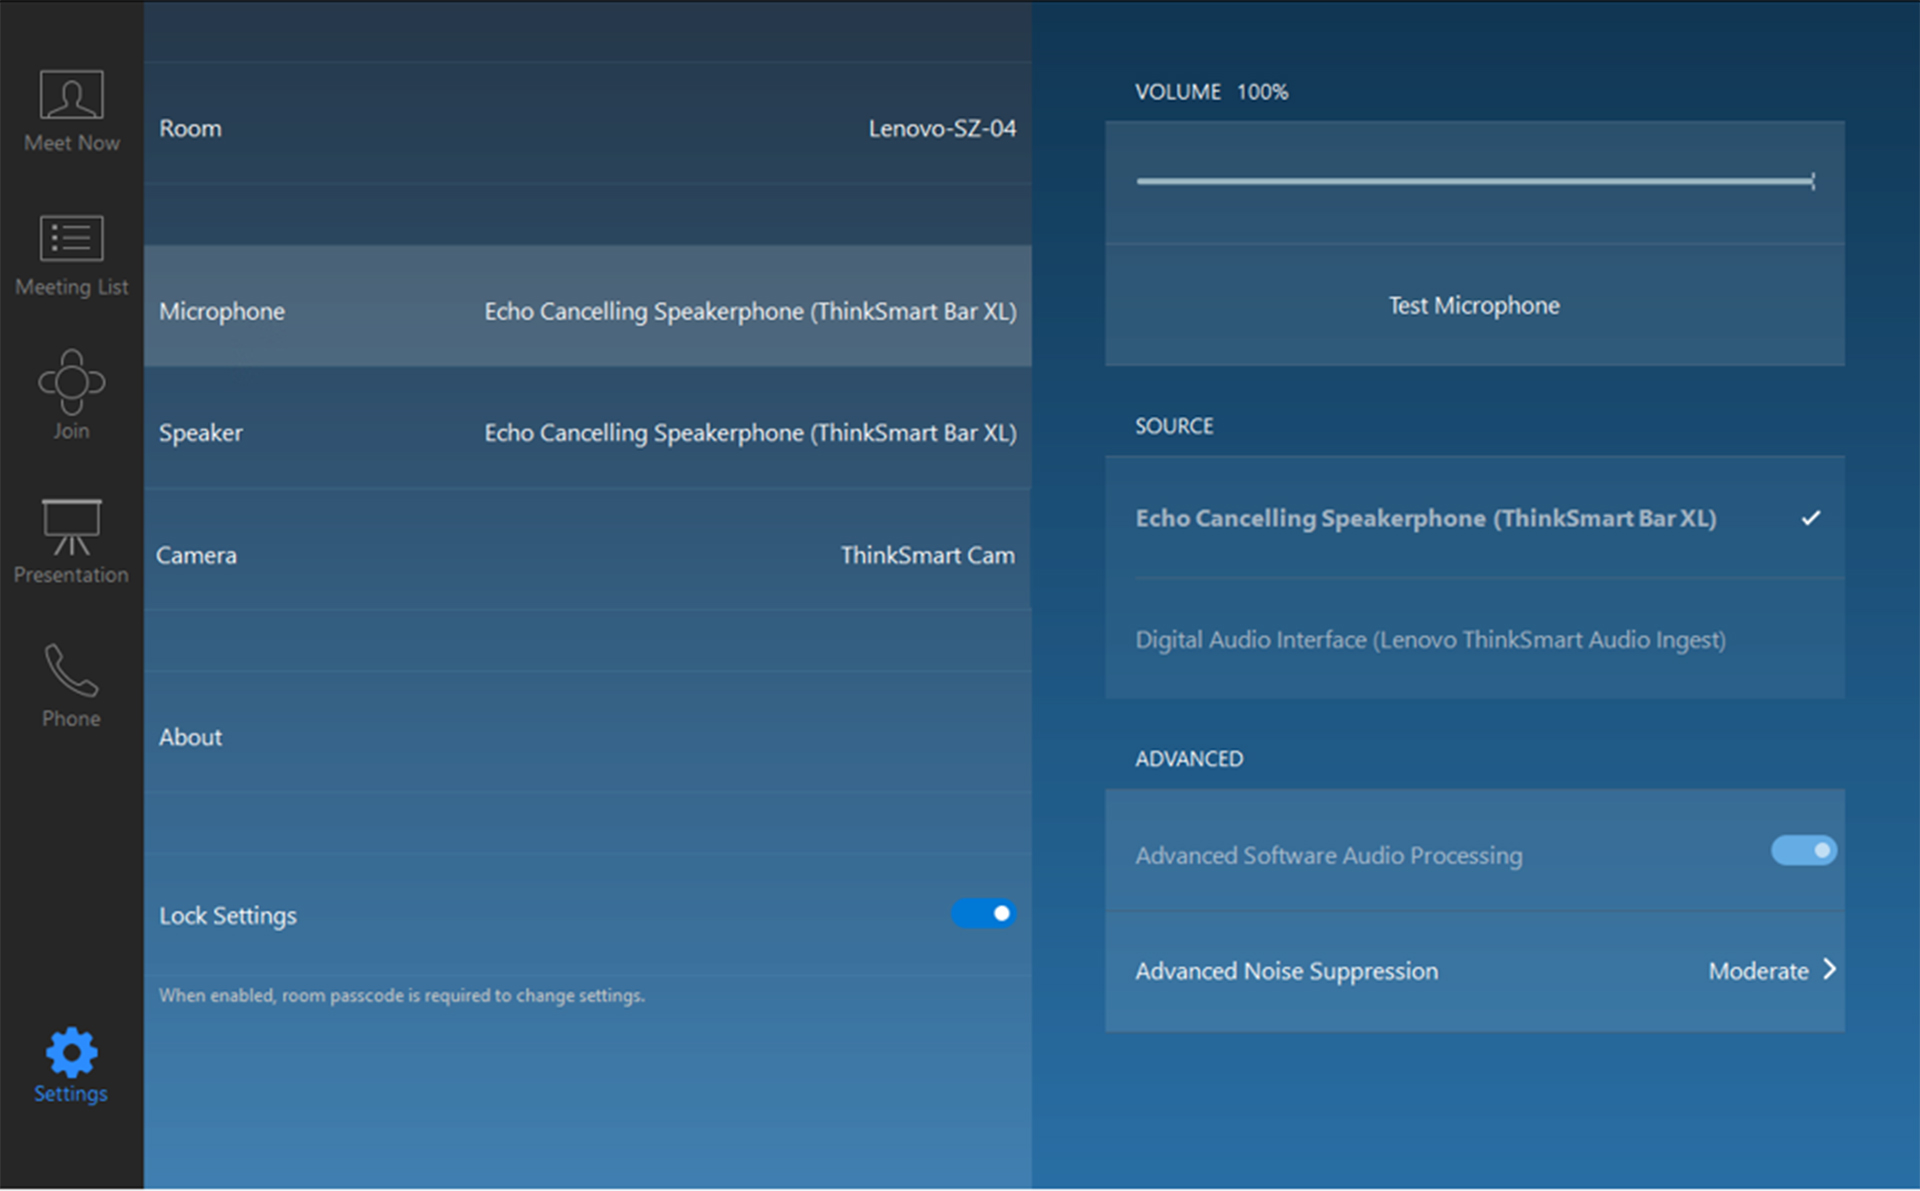 Meet Now
Meeting List
Join
Presentation
Phone
Settings
Room Lenovo-SZ-04
Microphone Echo Cancelling Speakerphone (ThinkSmart Bar XL)
Speaker Echo Cancelling Speakerphone (ThinkSmart Bar XL)
Camera ThinkSmart Cam
About
Lock Settings
When enabled, room passcode is required to change settings.
VOLUME 100%
Test Microphone
SOURCE
Echo Cancelling Speakerphone (ThinkSmart Bar XL)
Digital Audio Interface (Lenovo ThinkSmart Audio Ingest)
ADVANCED
Advanced Software Audio Processing
Advanced Noise Suppression Moderate